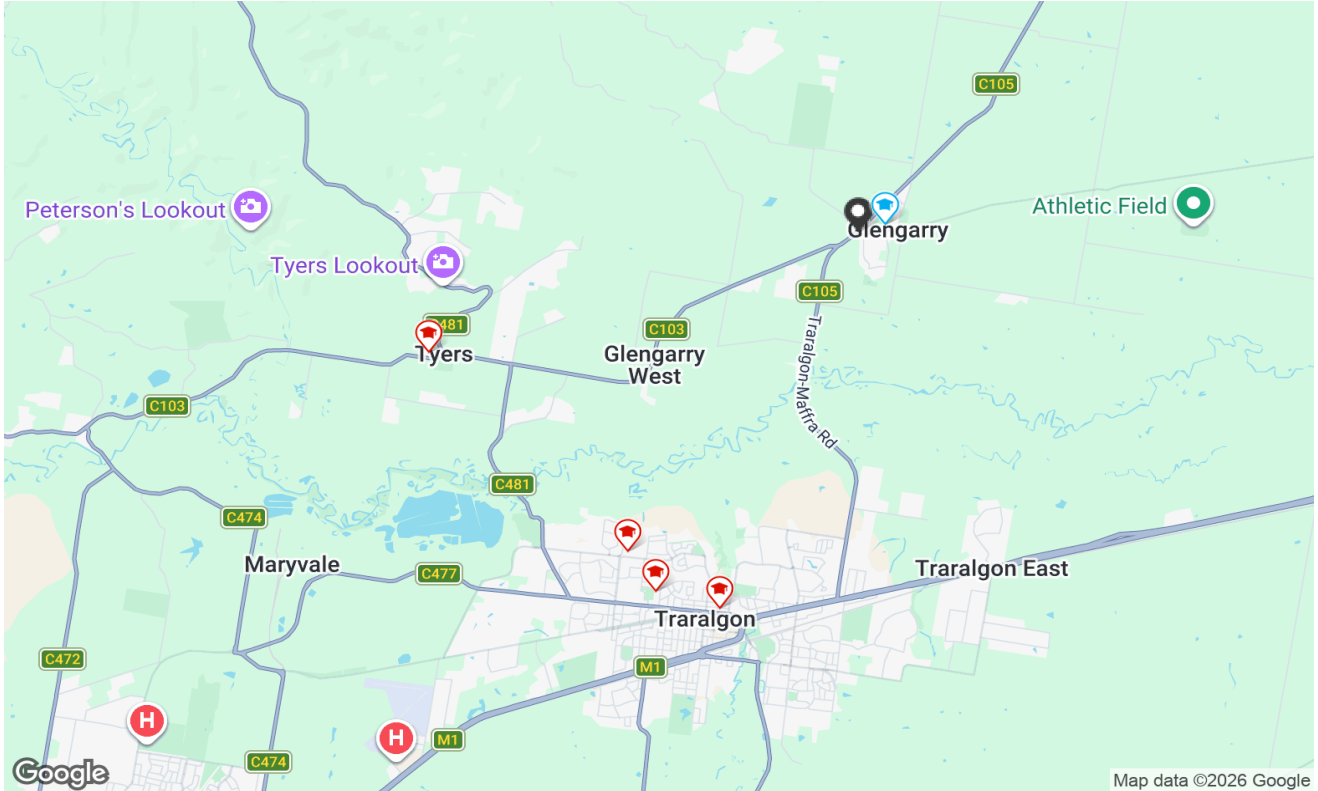 C105
Peterson's Lookout
Athletic Field
Glengarry
Tyers Lookout
C105
C481
C103
Tyers
Glengarry
West
Traralgon-Maffra Rd
C103
C481
C474
Maryvale
C477
Traralgon East
Traralgon
C472
M1
H
H
M1
C474
Google
Map data ©2026 Google